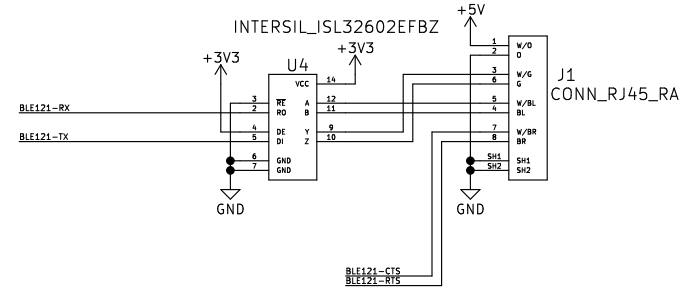 +5V
INTERSIL_ISL32602EFBZ
+3V3
+3V3
U4
VCC 14
1 W/O
2 O
3 W/G
6 G
J1
CONN_RJ45_RA
BLE121-RX
3 RE
2 RO
A 12
B 11
5 W/BL
4 BL
BLE121-TX
4 DE
5 DI
Y 9
Z 10
7 W/BR
8 BR
6 GND
7 GND
SH1 SH1
SH2 SH2
GND
GND
BLE121-CTS
BLE121-RTS